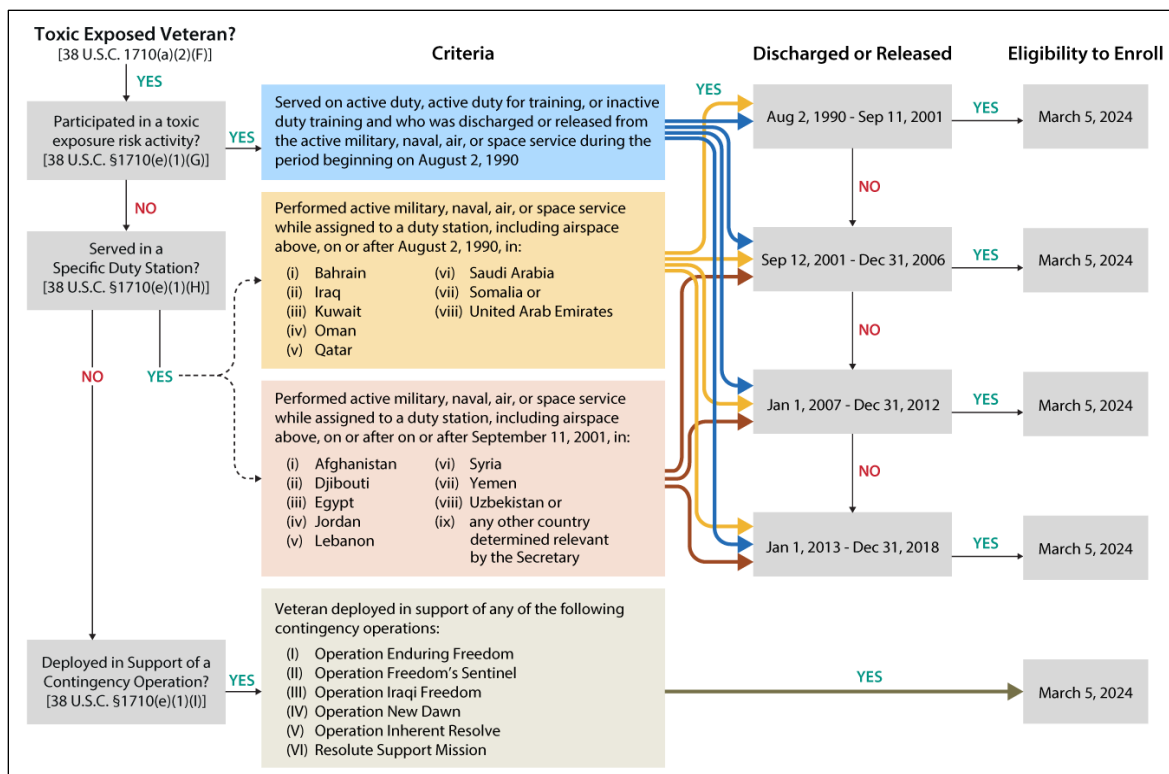 Toxic Exposed Veteran?
[38 U.S.C. 1710(a)(2)(F)]
YES
Participated in a toxic
exposure risk activity?
[38 U.S.C. §1710(e)(1)(G)]
YES
NO
Served in a
Specific Duty Station?
[38 U.S.C. §1710(e)(1)(H)]
NO
YES
Deployed in Support of a
Contingency Operation?
[38 U.S.C. §1710(e)(1)(I)]
YES
Criteria
Served on active duty, active duty for training, or inactive
duty training and who was discharged or released from
the active military, naval, air, or space service during the
period beginning on August 2, 1990
Performed active military, naval, air, or space service
while assigned to a duty station, including airspace
above, on or after August 2, 1990, in:
(i) Bahrain
(ii) Iraq
(iii) Kuwait
(iv) Oman
(v) Qatar
(vi) Saudi Arabia
(vii) Somalia or
(viii) United Arab Emirates
Performed active military, naval, air, or space service
while assigned to a duty station, including airspace
above, on or after on or after September 11, 2001, in:
(i) Afghanistan
(ii) Djibouti
(iii) Egypt
(iv) Jordan
(v) Lebanon
(vi) Syria
(vii) Yemen
(viii) Uzbekistan or
(ix) any other country
determined relevant
by the Secretary
Veteran deployed in support of any of the following
contingency operations:
(I) Operation Enduring Freedom
(II) Operation Freedom's Sentinel
(III) Operation Iraqi Freedom
(IV) Operation New Dawn
(V) Operation Inherent Resolve
(VI) Resolute Support Mission
YES
Discharged or Released
YES
Aug 2, 1990 - Sep 11, 2001
NO
Sep 12, 2001 - Dec 31, 2006
NO
Jan 1, 2007 - Dec 31, 2012
NO
Jan 1, 2013 - Dec 31, 2018
Eligibility to Enroll
YES
March 5, 2024
YES
March 5, 2024
YES
March 5, 2024
YES
March 5, 2024
March 5, 2024